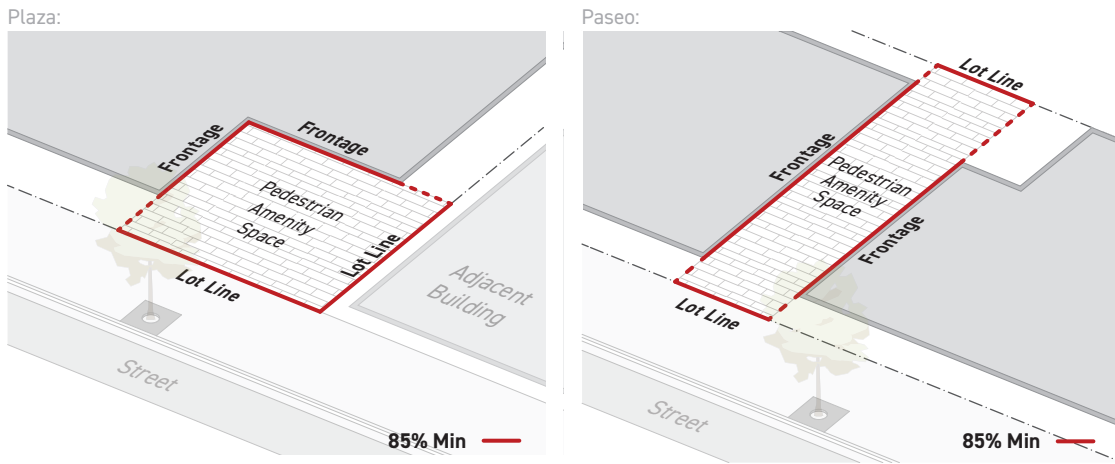 Plaza:
Frontage
Frontage
Pedestrian
Amenity
Space
Lot Line
Lot Line
Adjacent
Building
Street
85% Min
Paseo:
Lot Line
Frontage
Pedestrian
Amenity
Space
Frontage
Lot Line
Street
85% Min